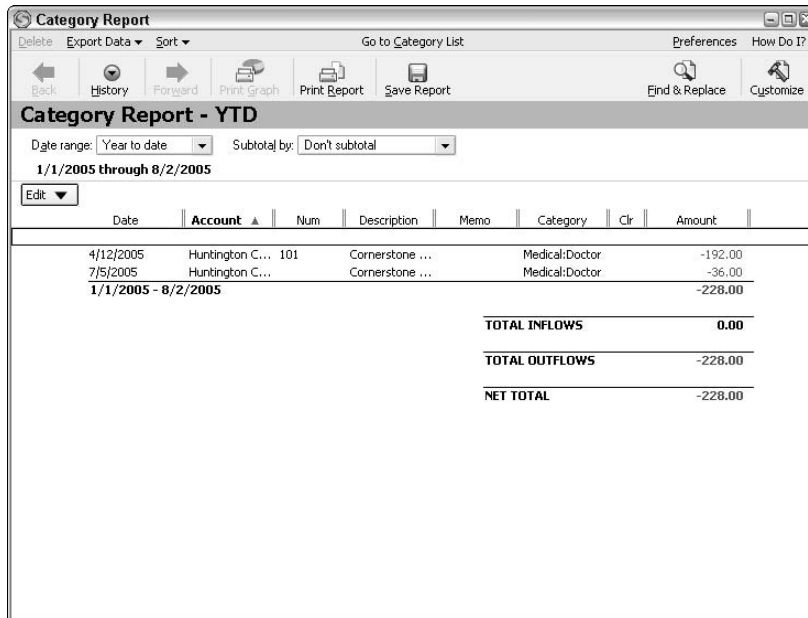 Category Report
Delete Export Data Sort Go to Category List Preferences How Do I?
Back History Forward Print Graph Print Report Save Report Find & Replace Customize
Category Report - YTD
Date range: Year to date Subtotal by: Don't subtotal
1/1/2005 through 8/2/2005
Edit
Date Account Num Description Memo Category Clr Amount
4/12/2005 Huntington C... 101 Cornerstone ... Medical:Doctor -192.00
7/5/2005 Huntington C... Cornerstone ... Medical:Doctor -36.00
1/1/2005 - 8/2/2005 -228.00
TOTAL INFLOWS 0.00
TOTAL OUTFLOWS -228.00
NET TOTAL -228.00